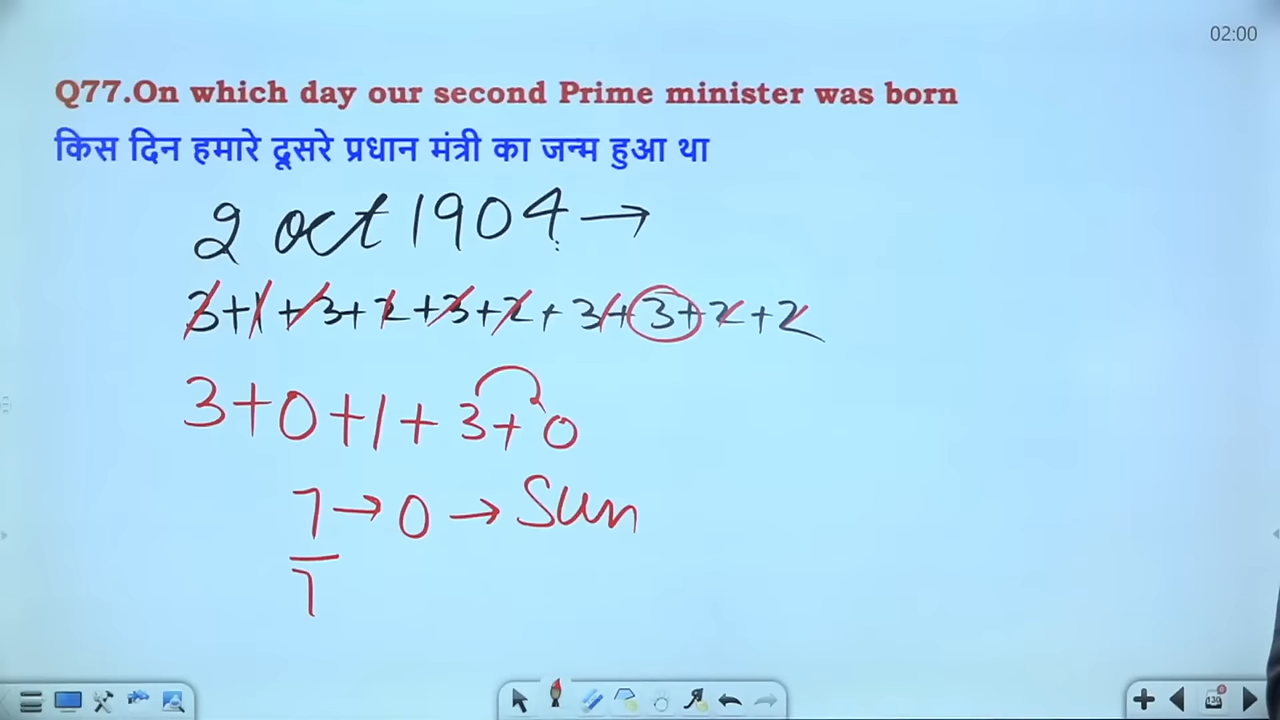 02:00
Q77.On which day our second Prime minister was born
किस दिन हमारे दूसरे प्रधान मंत्री का जन्म हुआ था
2 oct 1904 →
3+1+3+2+3+2+3+3+2+2
3+0+1+3+0
7→0→Sun
7